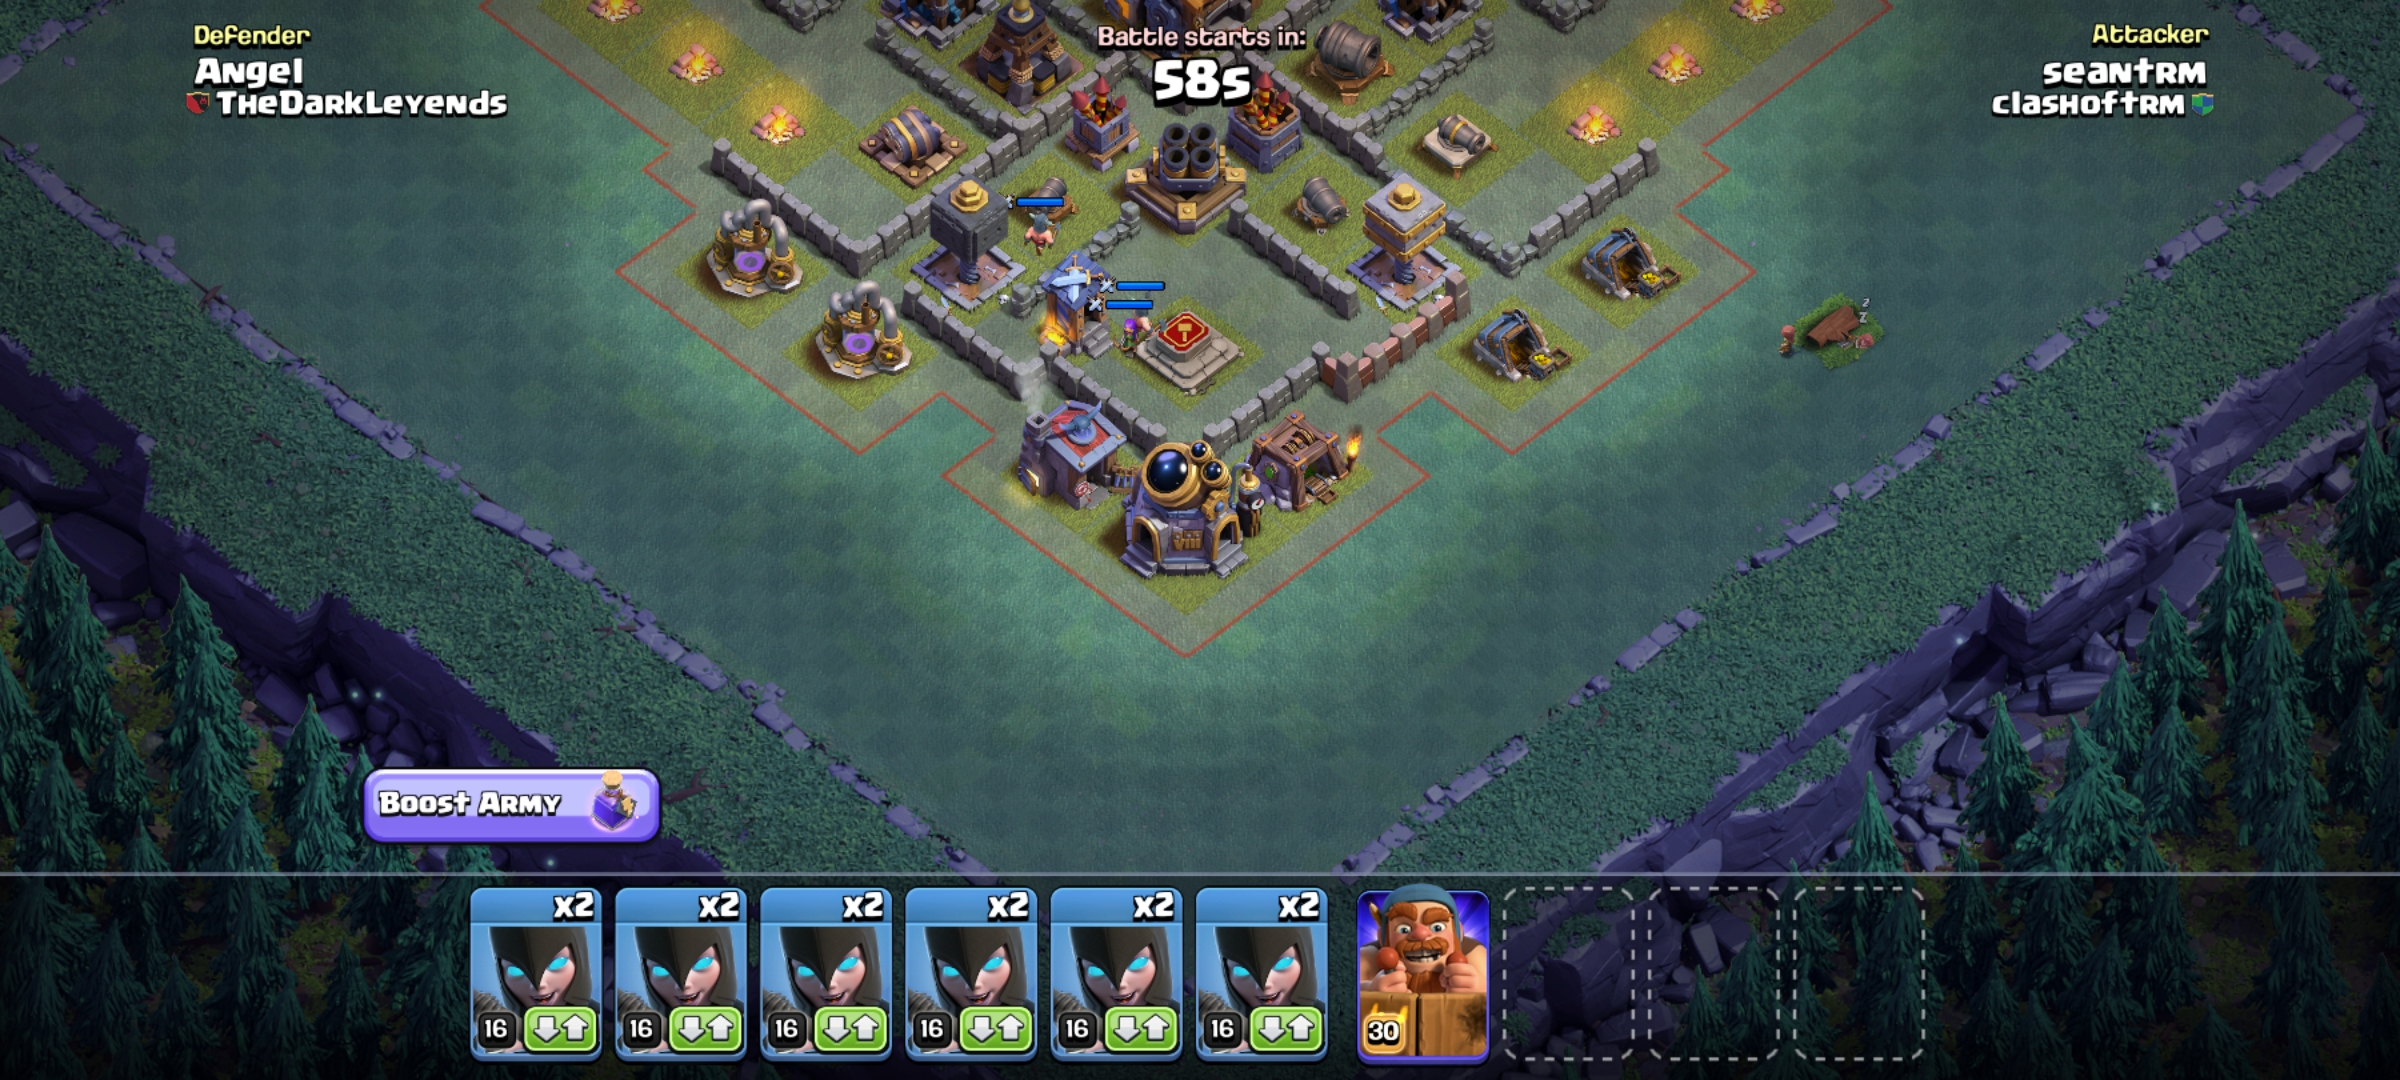 Defender
Angel
TheDarkLeyends
Battle starts in:
58s
Attacker
seantRM
clashoftRM
z
z
VIII
Boost Army
x2
x2
x2
x2
x2
x2
16
16
16
16
16
16
30